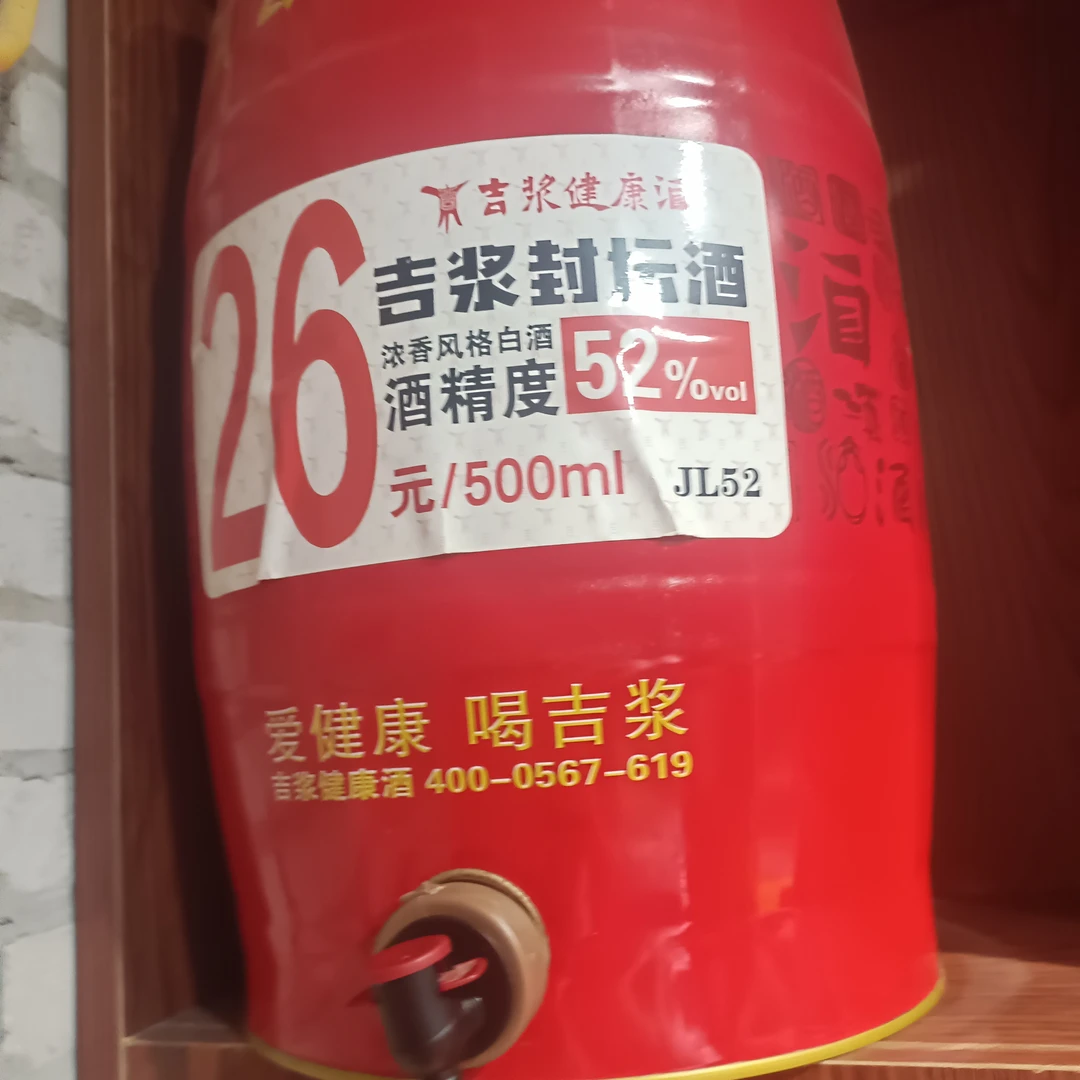 吉浆健康酒
26
吉浆封坛酒
浓香风格白酒
酒精度 52%vol
元/500ml JL52
爱健康 喝吉浆
吉浆健康酒 400-0567-619
酒